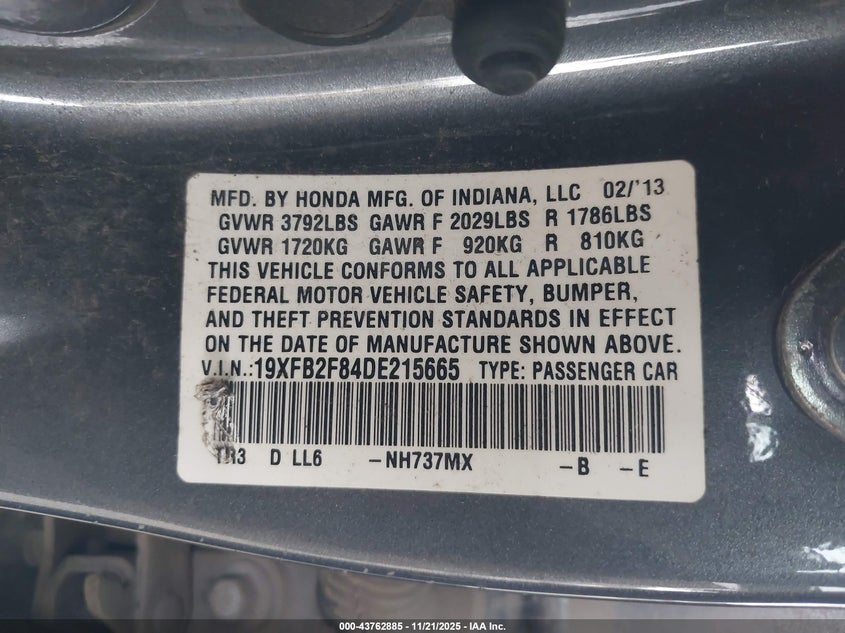 MFD. BY HONDA MFG. OF INDIANA, LLC 02/'13
GVWR 3792LBS GAWR F 2029LBS R 1786LBS
GVWR 1720KG GAWR F 920KG R 810KG
THIS VEHICLE CONFORMS TO ALL APPLICABLE
FEDERAL MOTOR VEHICLE SAFETY, BUMPER,
AND THEFT PREVENTION STANDARDS IN EFFECT
ON THE DATE OF MANUFACTURE SHOWN ABOVE.
V.I.N.:19XFB2F84DE215665 TYPE: PASSENGER CAR
TR3 D LL6 -NH737MX -B -E
000-43762885 - 11/21/2025 - IAA Inc.